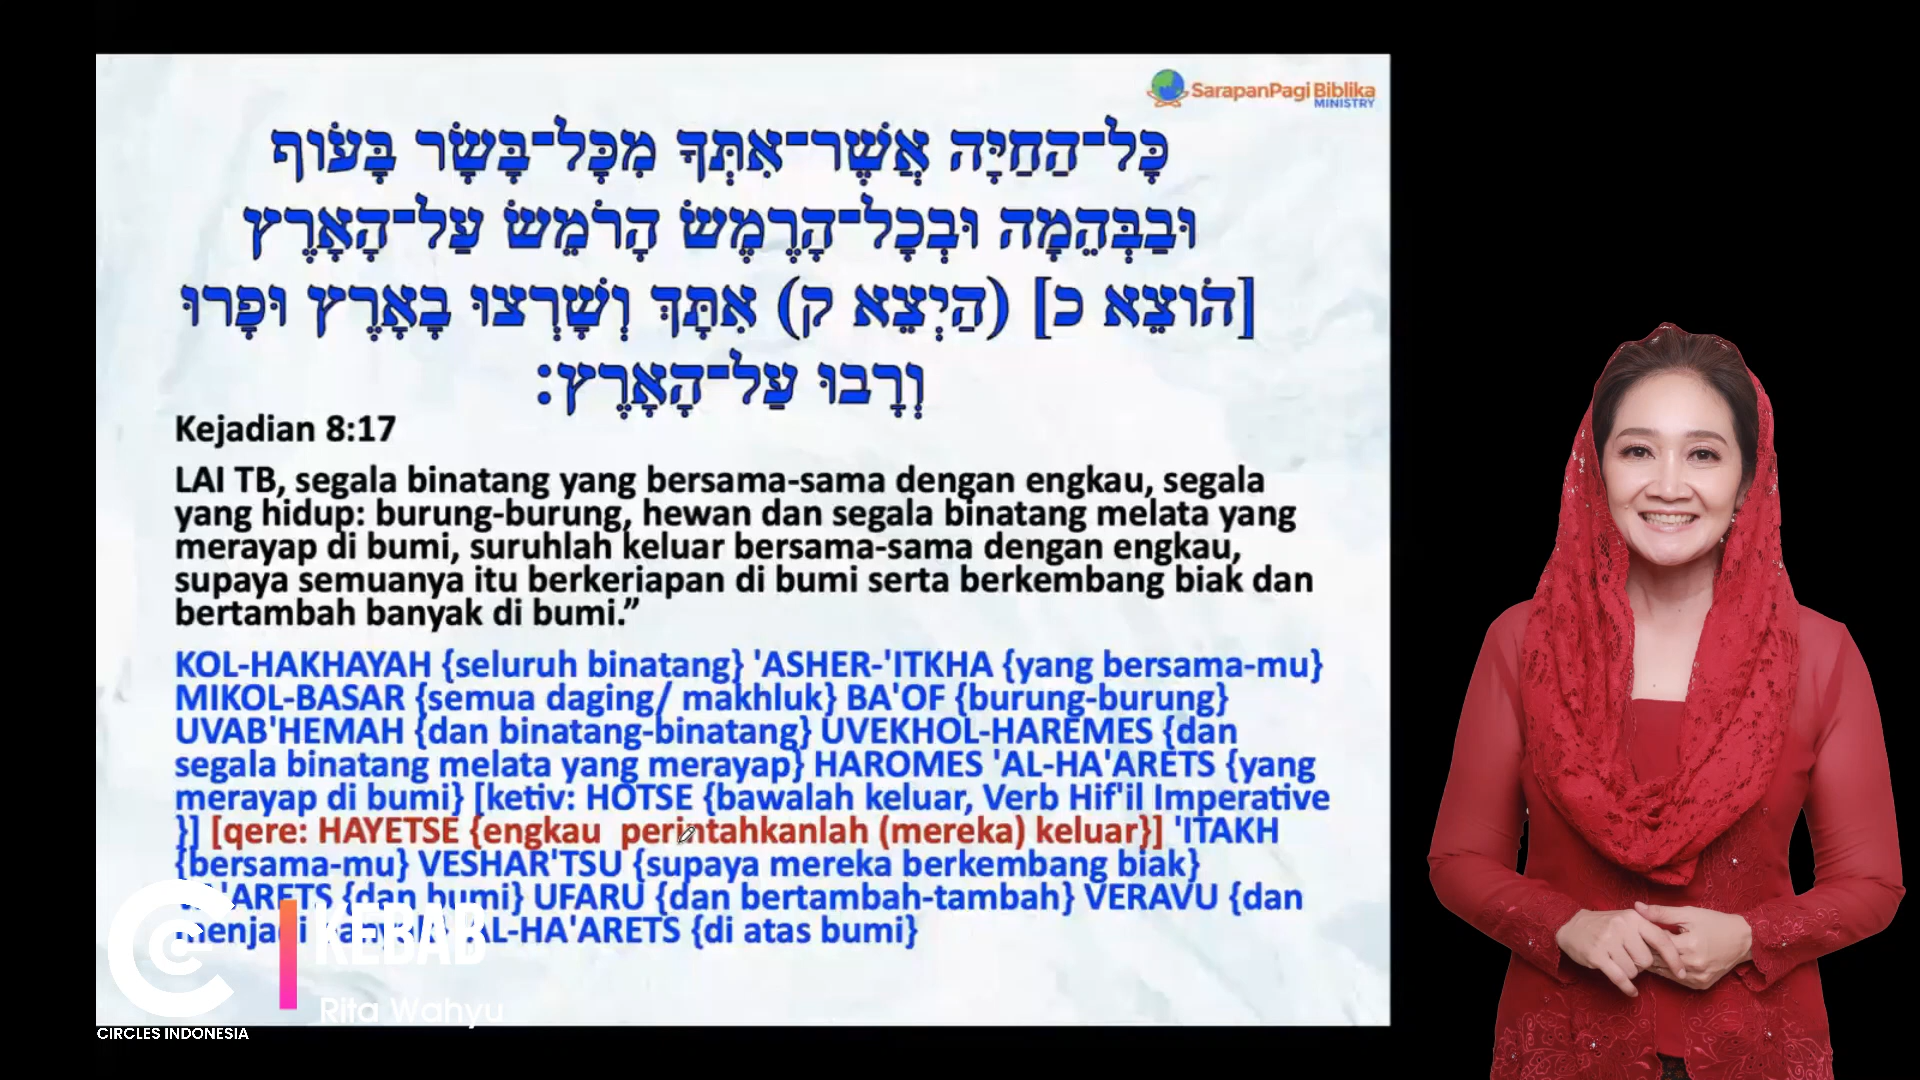 SarapanPagi Biblika
MINISTRY
כָּל־הַחַיָּה אֲשֶׁר־אִתְּךָ מִכָּל־בָּשָׂר בָּעוֹף
וּבַבְּהֵמָה וּבְכָל־הָרֶמֶשׂ הָרֹמֵשׂ עַל־הָאָרֶץ
[הוֹצֵא כ] (הַיְצֵא ק) אִתָּךְ וְשָׁרְצוּ בָאָרֶץ וּפָרוּ
וְרָבוּ עַל־הָאָרֶץ׃
Kejadian 8:17
LAI TB, segala binatang yang bersama-sama dengan engkau, segala
yang hidup: burung-burung, hewan dan segala binatang melata yang
merayap di bumi, suruhlah keluar bersama-sama dengan engkau,
supaya semuanya itu berkeriapan di bumi serta berkembang biak dan
bertambah banyak di bumi.”
KOL-HAKHAYAH {seluruh binatang} 'ASHER-'ITKHA {yang bersama-mu}
MIKOL-BASAR {semua daging/ makhluk} BA'OF {burung-burung}
UVAB'HEMAH {dan binatang-binatang} UVEKHOL-HAREMES {dan
segala binatang melata yang merayap} HAROMES 'AL-HA'ARETS {yang
merayap di bumi} [ketiv: HOTSE {bawalah keluar, Verb Hif'il Imperative
}] [qere: HAYETSE {engkau perintahkanlah (mereka) keluar}] 'ITAKH
{bersama-mu} VESHAR'TSU {supaya mereka berkembang biak}
'ARETS {dan bumi} UFARU {dan bertambah-tambah} VERAVU {dan
AL-HA'ARETS {di atas bumi}
KEBAB
Rita Wahyu
CIRCLES INDONESIA